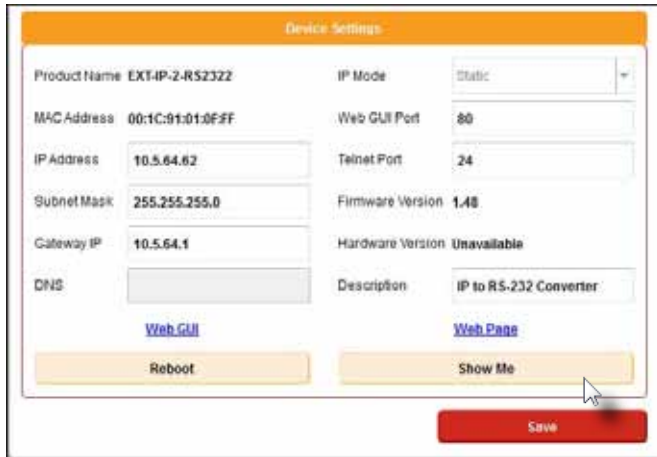 Device Settings
Product Name EXT-IP-2-RS2322 IP Mode Static
MAC Address 00:1C:91:01:0F:FF Web GUI Port 80
IP Address 10.5.64.62 Telnet Port 24
Subnet Mask 255.255.255.0 Firmware Version 1.48
Gateway IP 10.5.64.1 Hardware Version Unavailable
DNS Description IP to RS-232 Converter
Web GUI Web Page
Reboot Show Me
Save